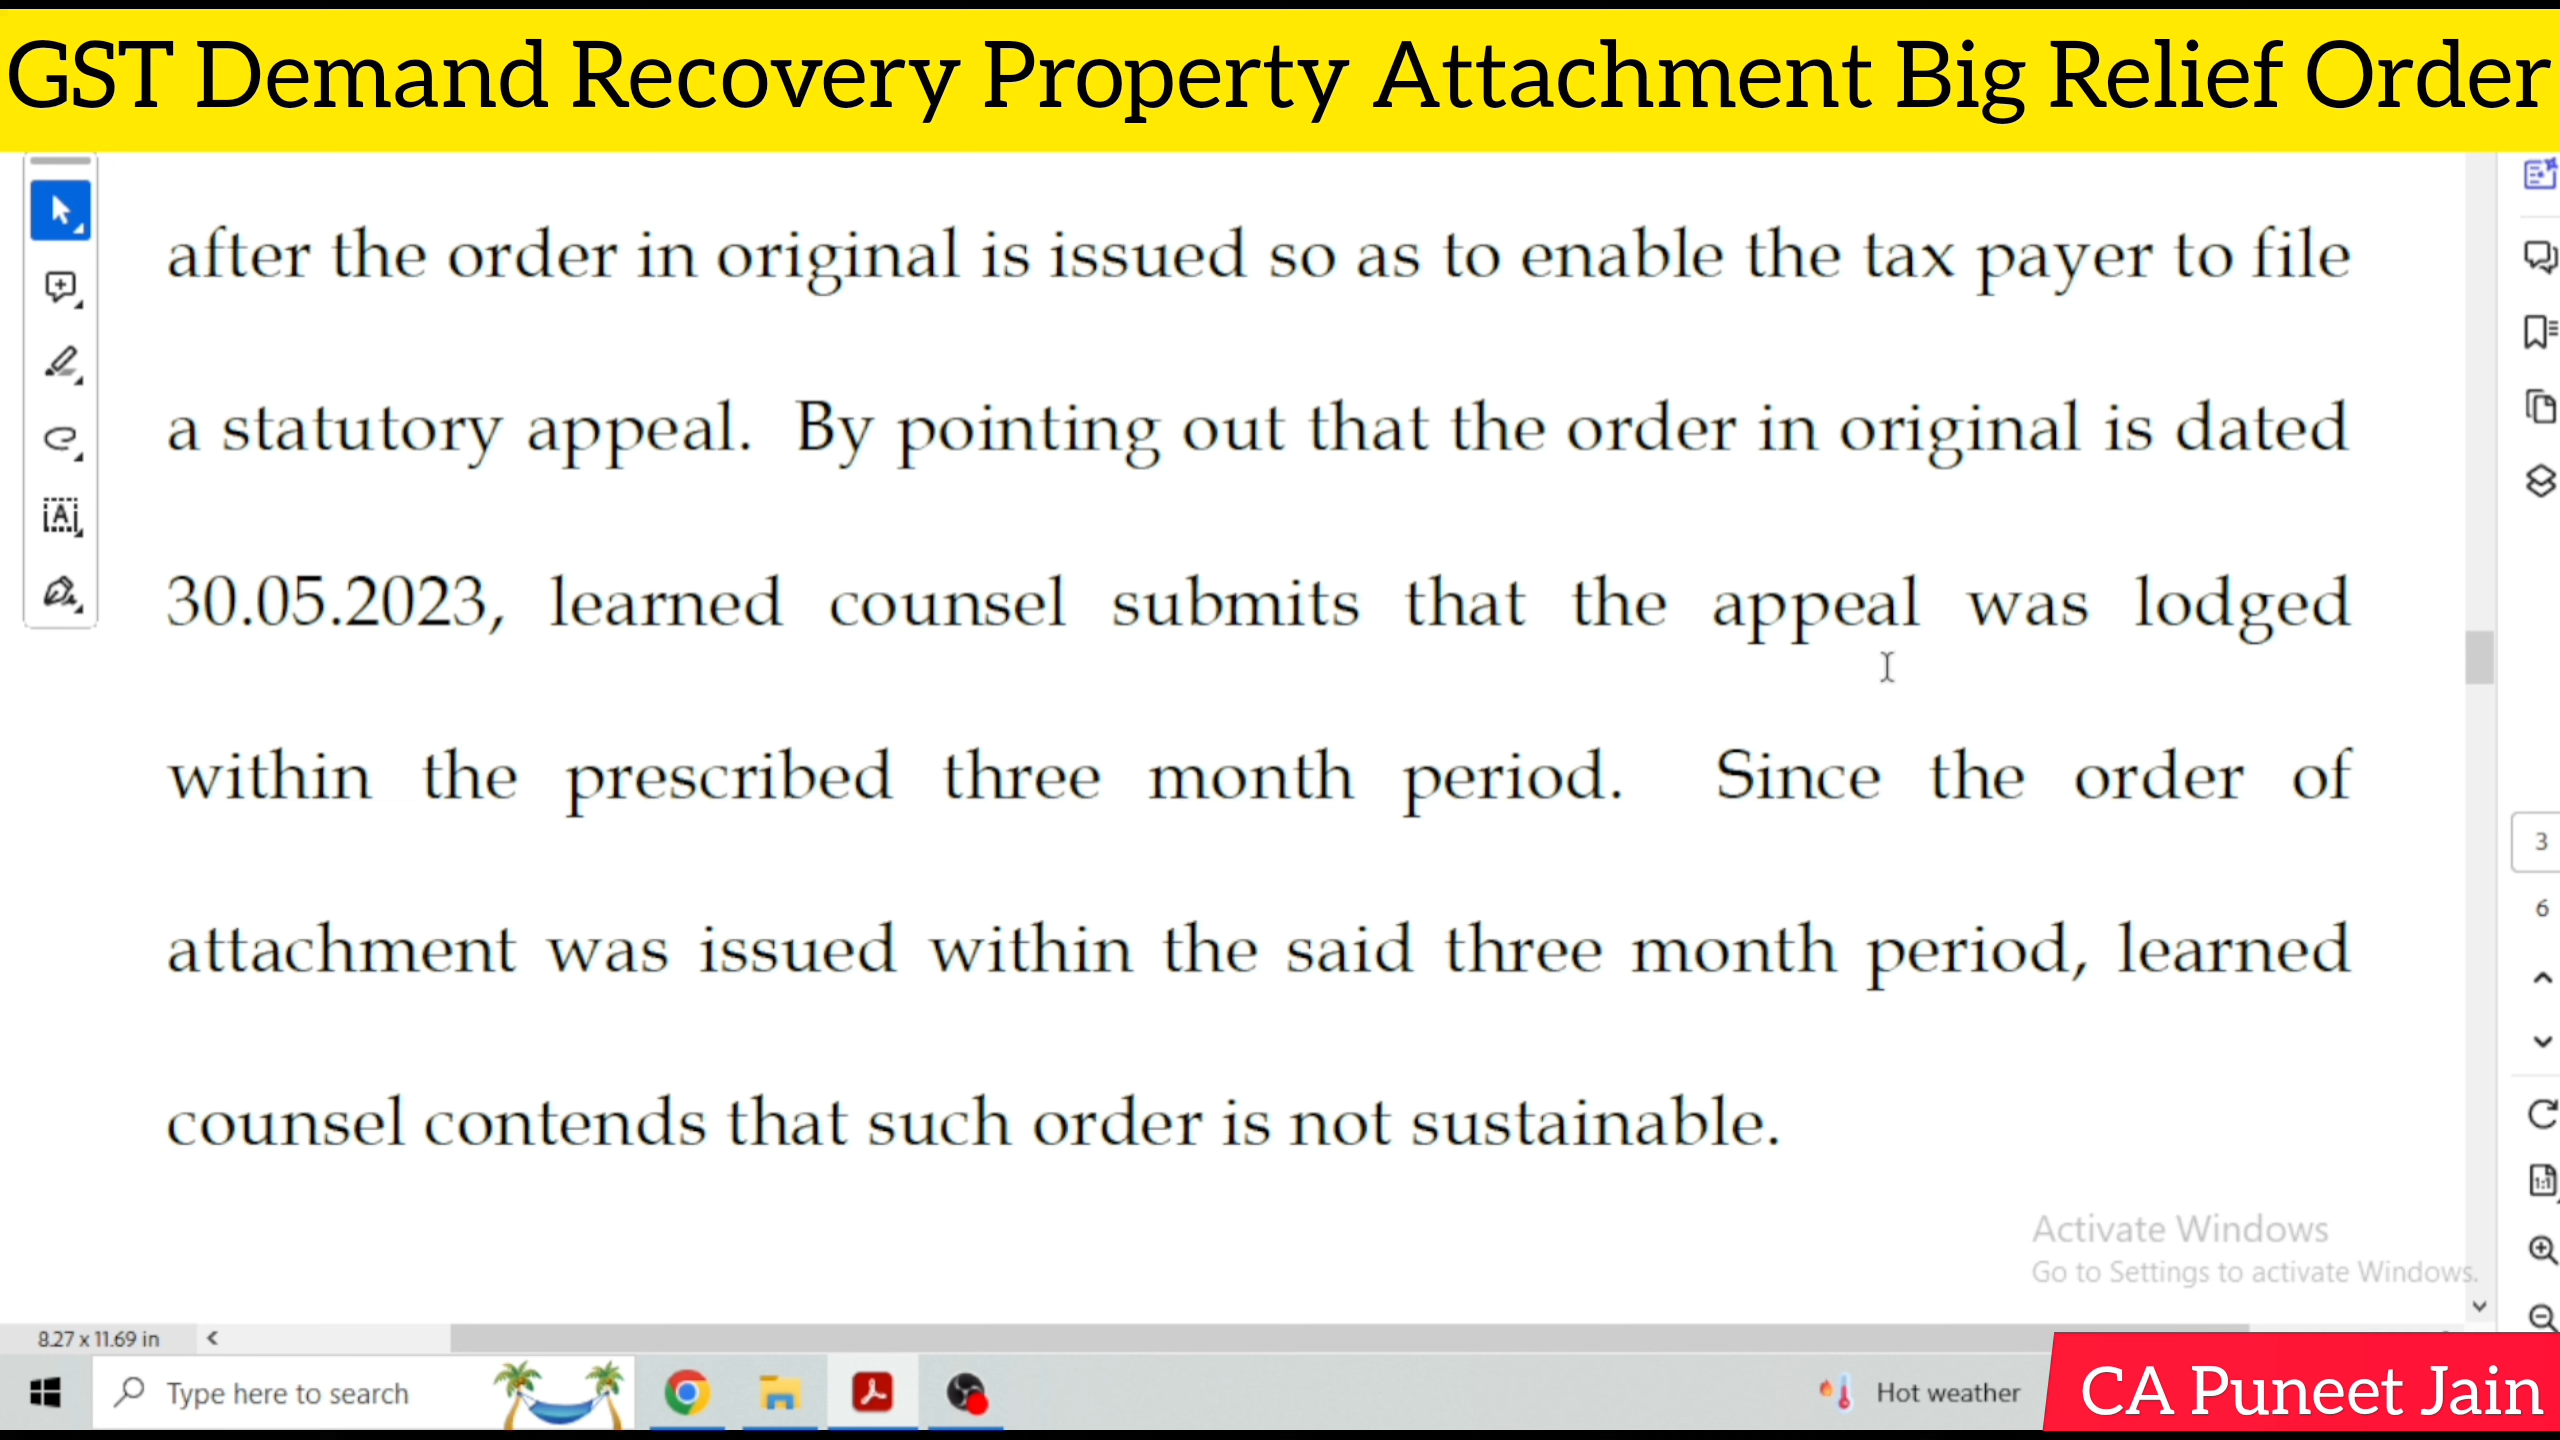 GST Demand Recovery Property Attachment Big Relief Order
after the order in original is issued so as to enable the tax payer to file
a statutory appeal. By pointing out that the order in original is dated
30.05.2023, learned counsel submits that the appeal was lodged
within the prescribed three month period. Since the order of
attachment was issued within the said three month period, learned
counsel contends that such order is not sustainable.
3
6
Activate Windows
Go to Settings to activate Windows.
8.27 x 11.69 in
Type here to search
Hot weather
CA Puneet Jain